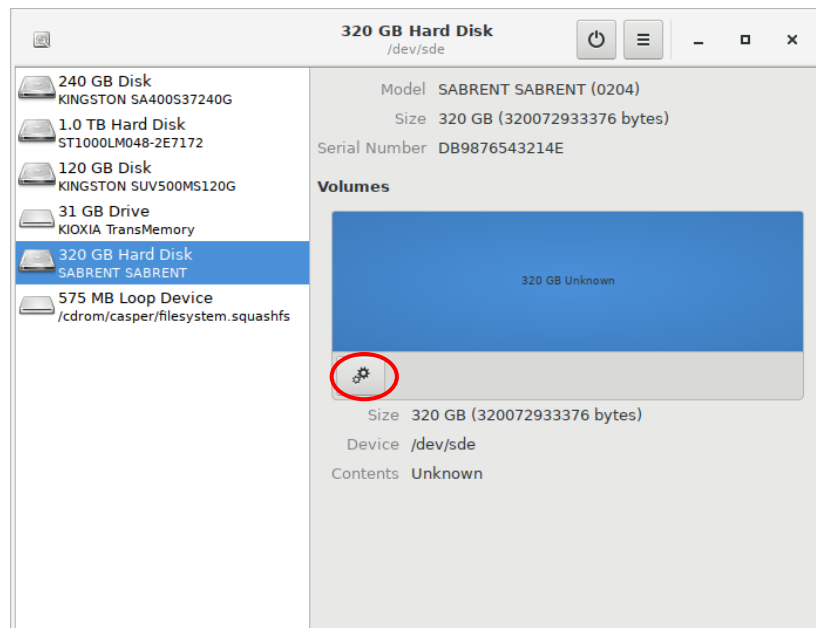 320 GB Hard Disk
/dev/sde
240 GB Disk
KINGSTON SA400S37240G
1.0 TB Hard Disk
ST1000LM048-2E7172
120 GB Disk
KINGSTON SUV500MS120G
31 GB Drive
KIOXIA TransMemory
320 GB Hard Disk
SABRENT SABRENT
575 MB Loop Device
/cdrom/casper/filesystem.squashfs
Model SABRENT SABRENT (0204)
Size 320 GB (320072933376 bytes)
Serial Number DB9876543214E
Volumes
320 GB Unknown
Size 320 GB (320072933376 bytes)
Device /dev/sde
Contents Unknown